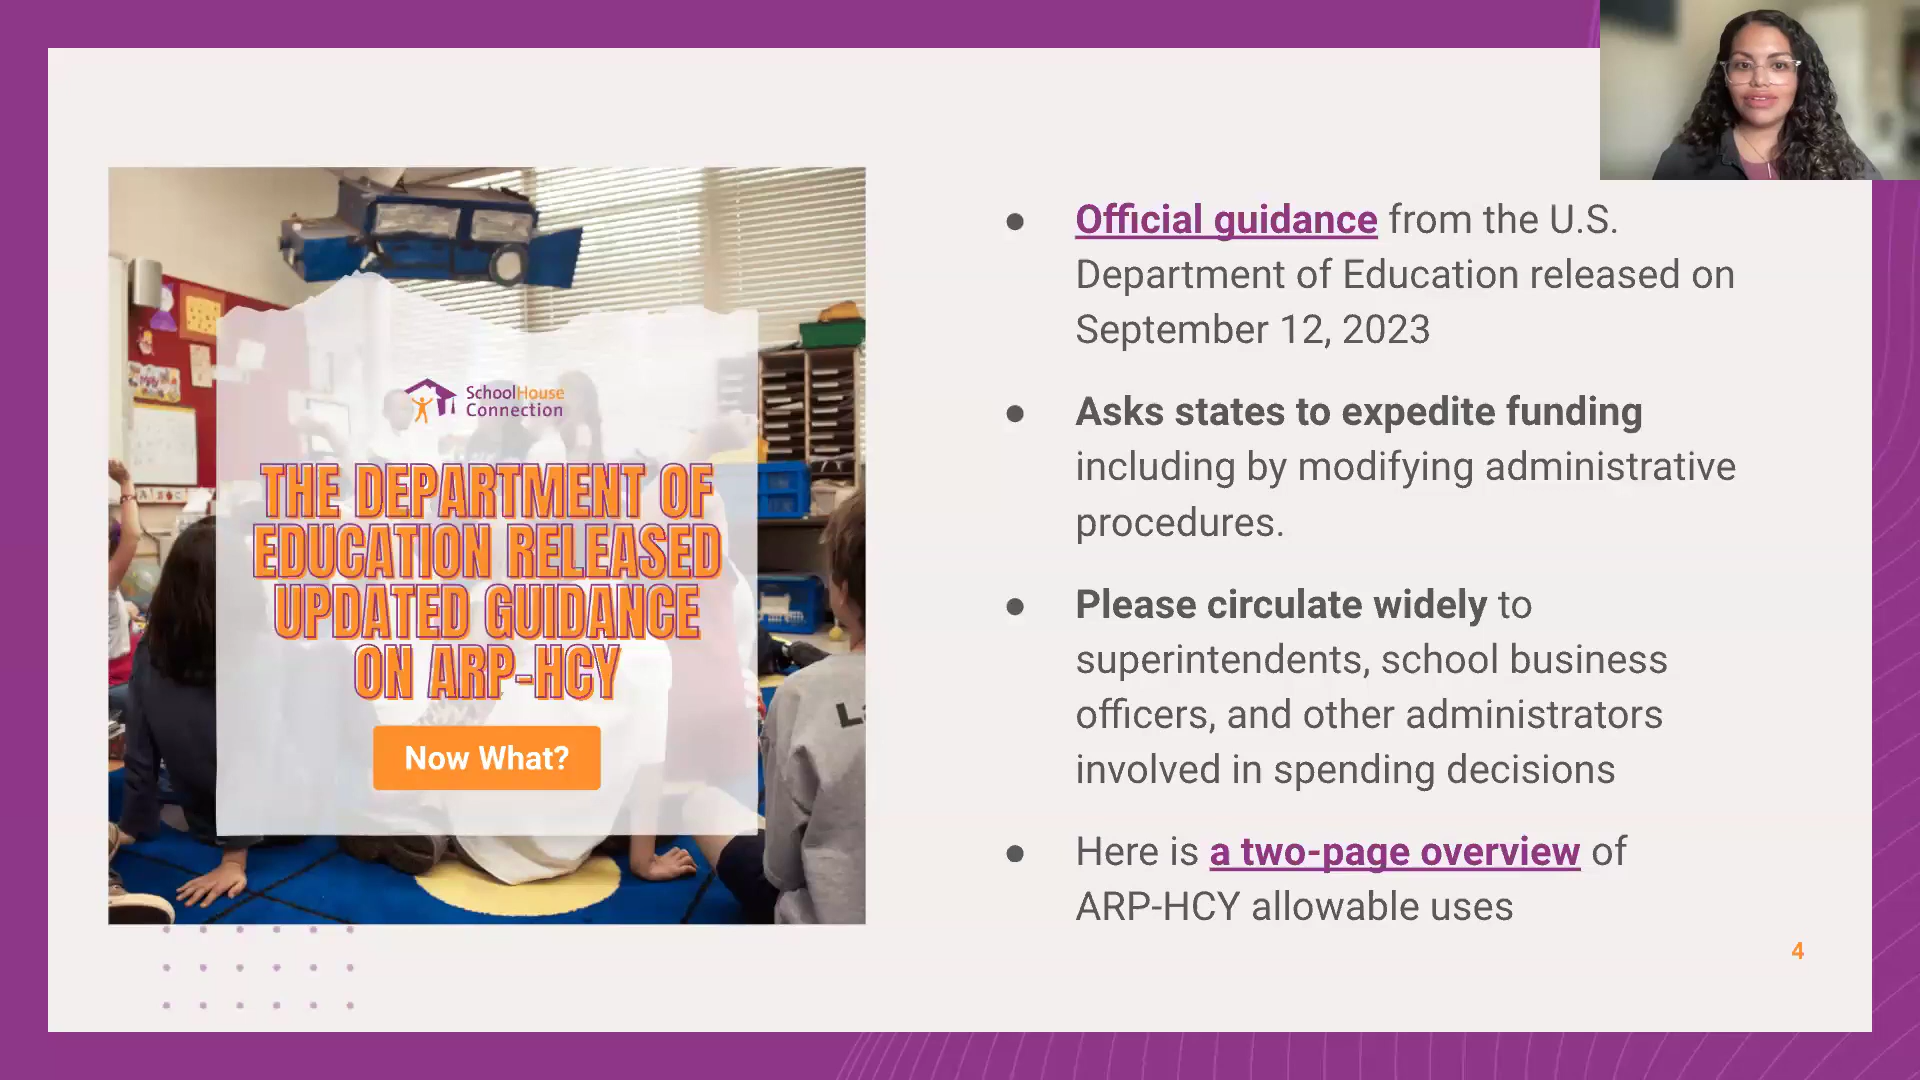 SchoolHouse
Connection
THE DEPARTMENT OF
EDUCATION RELEASED
UPDATED GUIDANCE
ON ARP-HCY
Now What?
● Official guidance from the U.S.
Department of Education released on
September 12, 2023
● Asks states to expedite funding
including by modifying administrative
procedures.
● Please circulate widely to
superintendents, school business
officers, and other administrators
involved in spending decisions
● Here is a two-page overview of
ARP-HCY allowable uses
4